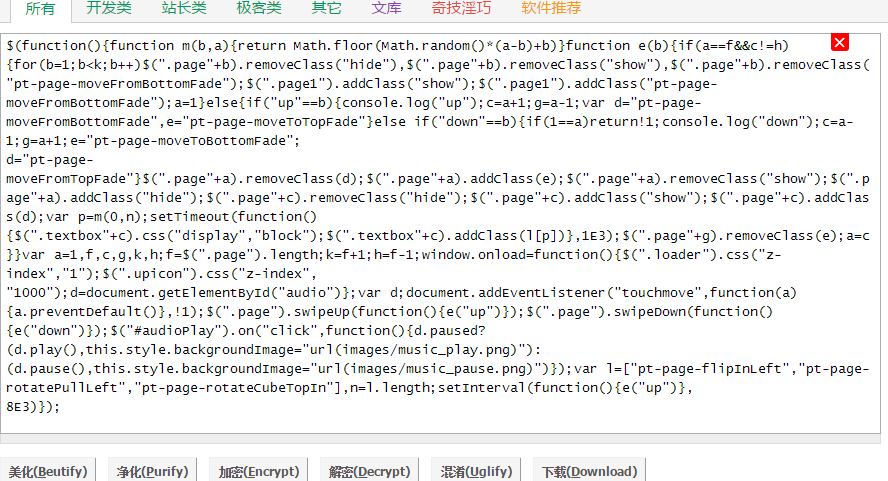 所有 开发类 站长类 极客类 其它 文库 奇技淫巧 软件推荐
$(function(){function m(b,a){return Math.floor(Math.random()*(a-b)+b)}function e(b){if(a==f&&c!=h)
{for(b=1;b<k;b++)$(".page"+b).removeClass("hide"),$(".page"+b).removeClass("show"),$(".page"+b).removeClass(
"pt-page-moveFromBottomFade");$(".page1").addClass("show");$(".page1").addClass("pt-page-
moveFromBottomFade");a=1}else{if("up"==b){console.log("up");c=a+1;g=a-1;var d="pt-page-
moveFromBottomFade",e="pt-page-moveToTopFade"}else if("down"==b){if(1==a)return!1;console.log("down");c=a-
1;g=a+1;e="pt-page-moveToBottomFade";
d="pt-page-
moveFromTopFade"}$(".page"+a).removeClass(d);$(".page"+a).addClass(e);$(".page"+a).removeClass("show");$(".p
age"+a).addClass("hide");$(".page"+c).removeClass("hide");$(".page"+c).addClass("show");$(".page"+c).addClas
s(d);var p=m(0,n);setTimeout(function()
{$(".textbox"+c).css("display","block");$(".textbox"+c).addClass(l[p])},1E3);$(".page"+g).removeClass(e);a=c
}}var a=1,f,c,g,k,h;f=$(".page").length;k=f+1;h=f-1;window.onload=function(){$(".loader").css("z-
index","1");$(".upicon").css("z-index",
"1000");d=document.getElementById("audio")};var d;document.addEventListener("touchmove",function(a)
{a.preventDefault()},!1);$(".page").swipeUp(function(){e("up")});$(".page").swipeDown(function()
{e("down")});$("#audioPlay").on("click",function(){d.paused?
(d.play(),this.style.backgroundImage="url(images/music_play.png)"):
(d.pause(),this.style.backgroundImage="url(images/music_pause.png)")});var l=["pt-page-flipInLeft","pt-page-
rotatePullLeft","pt-page-rotateCubeTopIn"],n=l.length;setInterval(function(){e("up")},
8E3)});
美化(Beutify) 净化(Purify) 加密(Encrypt) 解密(Decrypt) 混淆(Uglify) 下载(Download)